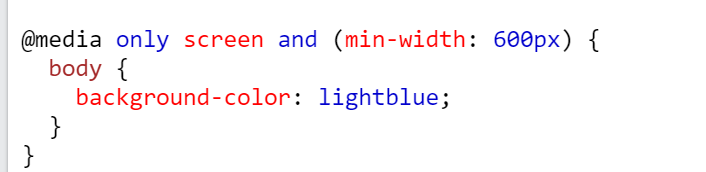 @media only screen and (min-width: 600px) {
  body {
    background-color: lightblue;
  }
}